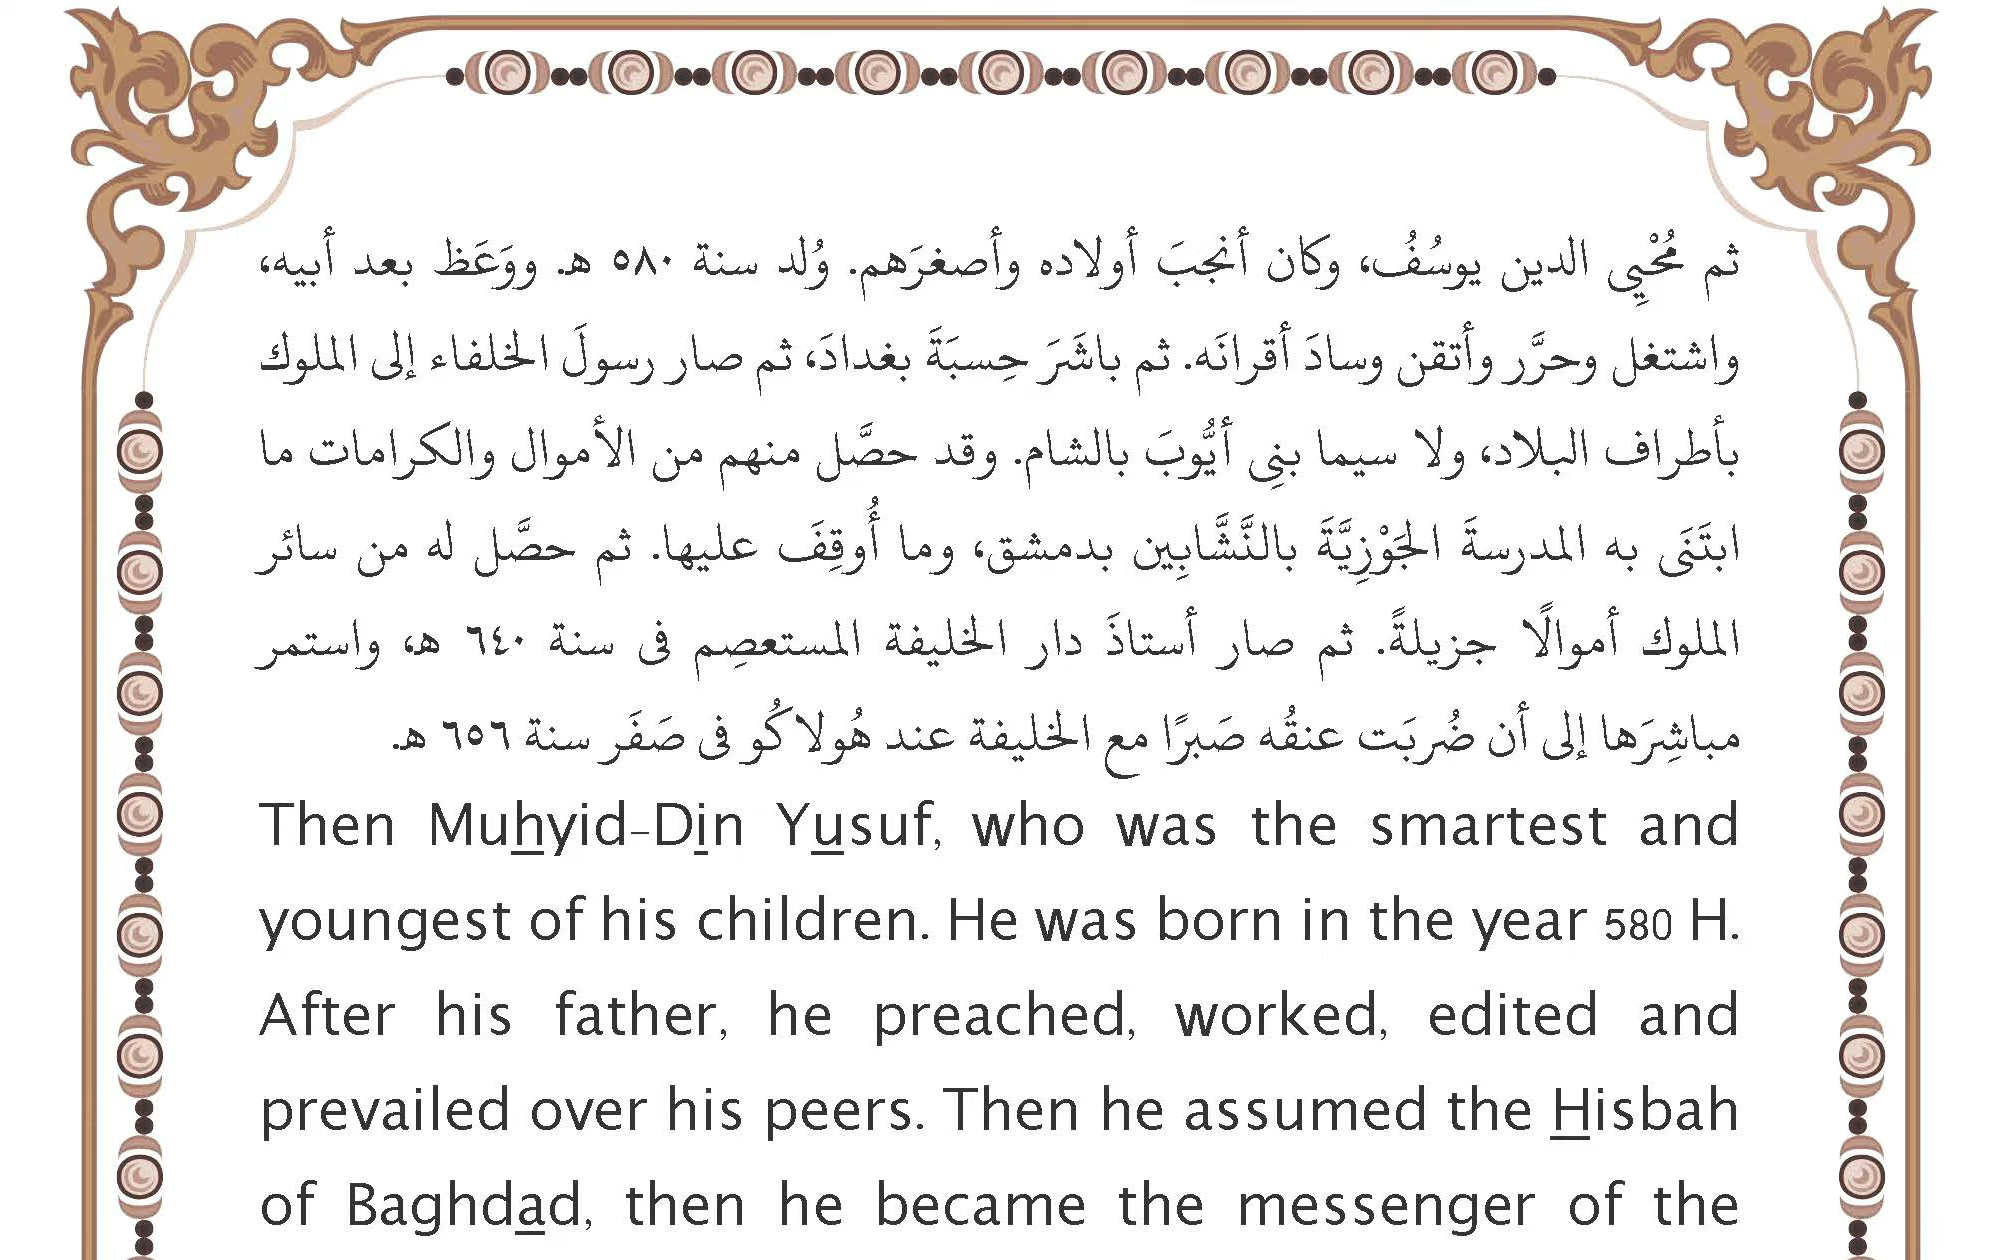 ثم مُحْيِي الدين يوسُفُ، وكان أنجَبَ أولاده وأصغرَهم. وُلد سنة ٥٨٠ هـ. ووَعَظ بعد أبيه،
واشتغل وحرَّر وأتقن وسادَ أقرانَه. ثم باشَرَ حِسبَةَ بغدادَ، ثم صار رسولَ الخلفاء إلى الملوك
بأطراف البلاد، ولا سيما بنِى أيُّوبَ بالشام. وقد حصَّل منهم من الأموال والكرامات ما
ابتَنَى به المدرسةَ الجَوْزِيَّةَ بالنَّشَّابِين بدمشق، وما أُوقِفَ عليها. ثم حصَّل له من سائر
الملوك أموالًا جزيلةً. ثم صار أستاذَ دار الخليفة المستعصِم فى سنة ٦٤٠ هـ، واستمر
مباشِرَها إلى أن ضُربَت عنقُه صَبرًا مع الخليفة عند هُولاكُو فى صَفَر سنة ٦٥٦ هـ.
Then Mu<u>h</u>yid-D<u>i</u>n Y<u>u</u>suf, who was the smartest and
youngest of his children. He was born in the year 580 H.
After his father, he preached, worked, edited and
prevailed over his peers. Then he assumed the <u>H</u>isbah
of Baghd<u>a</u>d, then he became the messenger of the